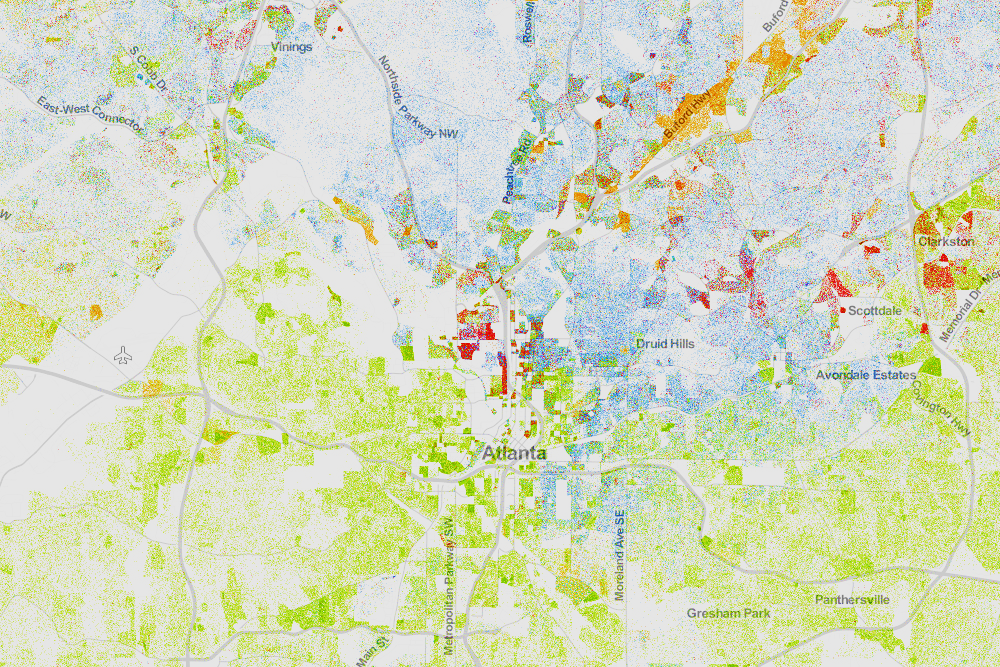 Vinings
S Cobb Dr
East-West Connector
Northside Parkway NW
Roswell
Buford
Buford Hwy
Peachtree Rd
W
Clarkston
Memorial Dr
Scottdale
Druid Hills
Avondale Estates
Covington Hwy
Atlanta
Metropolitan Parkway SW
Moreland Ave SE
Main St
Gresham Park
Panthersville